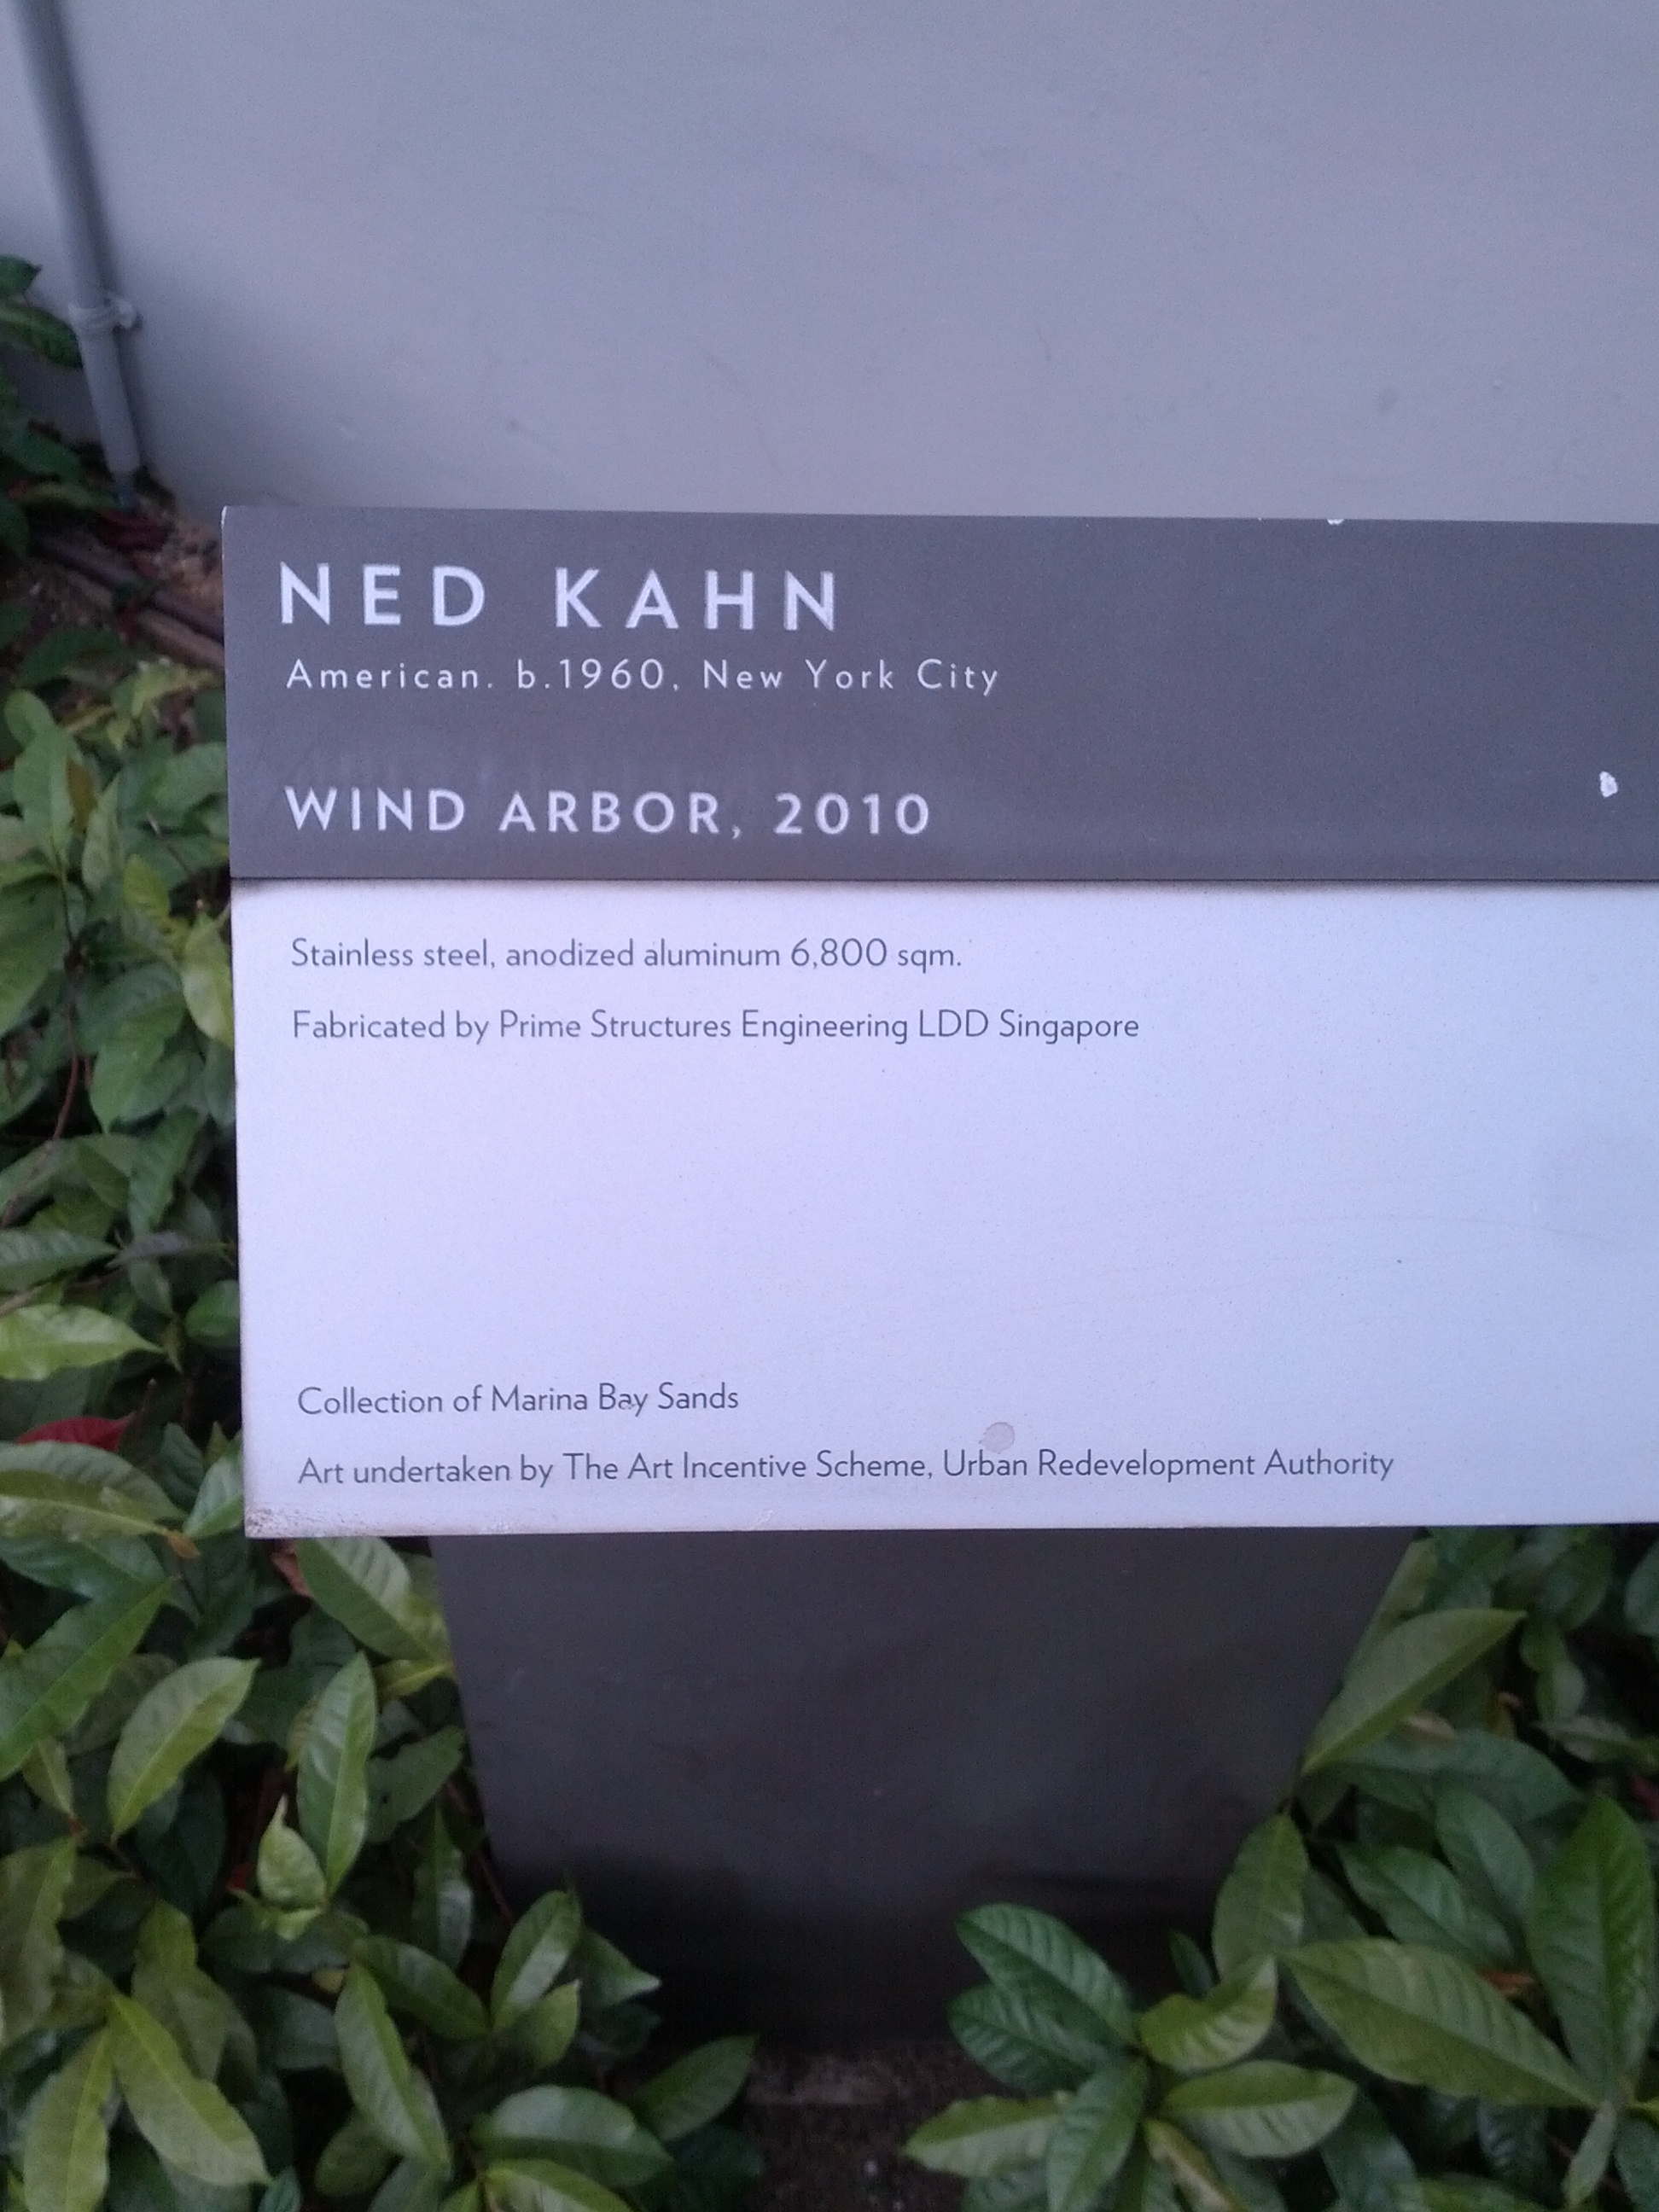 NED KAHN
American. b.1960, New York City
WIND ARBOR, 2010
Stainless steel, anodized aluminum 6,800 sqm.
Fabricated by Prime Structures Engineering LDD Singapore
Collection of Marina Bay Sands
Art undertaken by The Art Incentive Scheme, Urban Redevelopment Authority